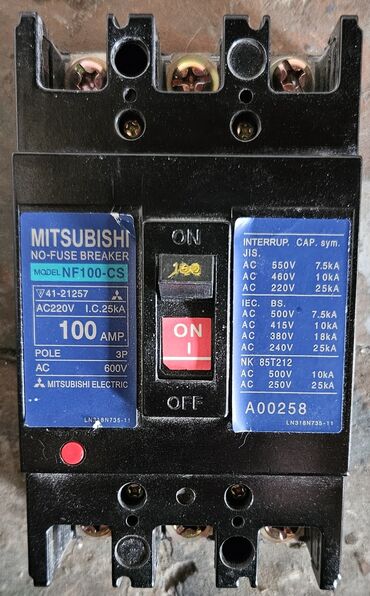 MITSUBISHI
NO-FUSE BREAKER
MODEL NF100-CS
41-21257
AC220V I.C.25kA
100 AMP.
POLE 3P
AC 600V
MITSUBISHI ELECTRIC
LN318N735-11
ON
100
ON
I
OFF
INTERRUP. CAP. sym.
JIS.
AC 550V 7.5kA
AC 460V 10kA
AC 220V 25kA
IEC. BS.
AC 500V 7.5kA
AC 415V 10kA
AC 380V 18kA
AC 240V 25kA
NK 85T212
AC 500V 10kA
AC 250V 25kA
A00258
LN318N735-11